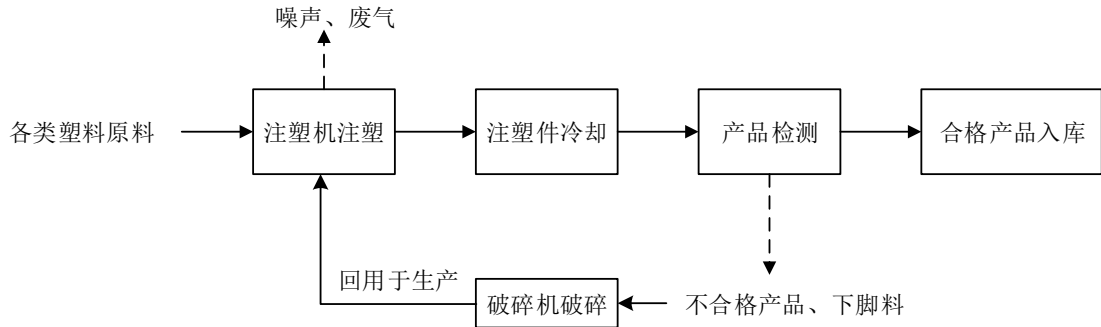 噪声、废气
各类塑料原料
注塑机注塑
注塑件冷却
产品检测
合格产品入库
回用于生产
破碎机破碎
不合格产品、下脚料